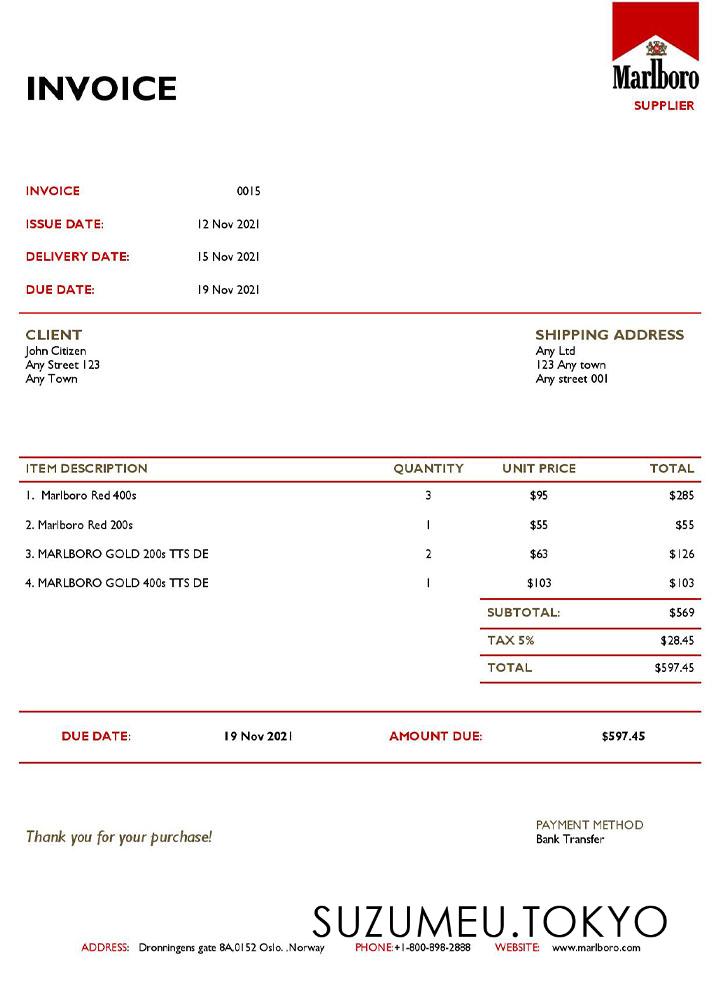 Marlboro
SUPPLIER
INVOICE
INVOICE 0015
ISSUE DATE: 12 Nov 2021
DELIVERY DATE: 15 Nov 2021
DUE DATE: 19 Nov 2021
CLIENT SHIPPING ADDRESS
John Citizen Any Ltd
Any Street 123 123 Any town
Any Town Any street 001
ITEM DESCRIPTION QUANTITY UNIT PRICE TOTAL
1. Marlboro Red 400s 3 $95 $285
2. Marlboro Red 200s 1 $55 $55
3. MARLBORO GOLD 200s TTS DE 2 $63 $126
4. MARLBORO GOLD 400s TTS DE 1 $103 $103
SUBTOTAL: $569
TAX 5% $28.45
TOTAL $597.45
DUE DATE: 19 Nov 2021 AMOUNT DUE: $597.45
PAYMENT METHOD
Thank you for your purchase! Bank Transfer
SUZUMEU.TOKYO
ADDRESS: Dronningens gate 8A,0152 Oslo. .Norway PHONE:+1-800-898-2888 WEBSITE: www.marlboro.com